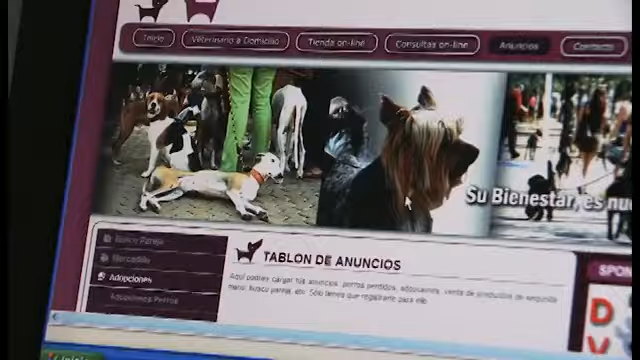 Inicio
Veterinario a Domicilio
Tienda on-line
Consultas on-line
Anuncios
Contacto
Su Bienestar, es nu
Busco Pareja
Mercadillo
Adopciones
Adopciones Perros
TABLON DE ANUNCIOS
Aquí podrás cargar tus anuncios, perros perdidos, adopciones, venta de productos de segunda
mano, busco pareja, etc. Sólo tienes que registrarte para ello.
SPON
D
V
Inicio